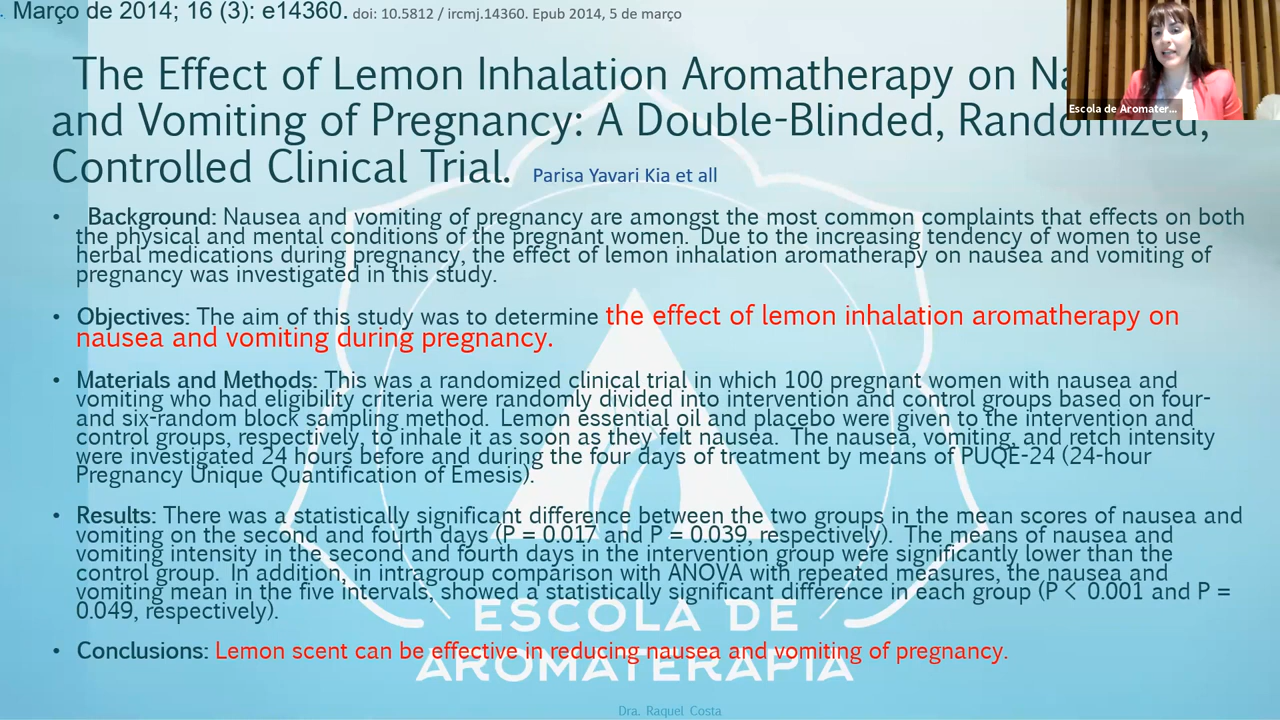 Março de 2014; 16 (3): e14360. doi: 10.5812 / ircmj.14360. Epub 2014, 5 de março
The Effect of Lemon Inhalation Aromatherapy on
Escola de Aromater...
and Vomiting of Pregnancy: A Double-Blinded, Randomized,
Controlled Clinical Trial. Parisa Yavari Kia et all
• Background: Nausea and vomiting of pregnancy are amongst the most common complaints that effects on both
the physical and mental conditions of the pregnant women. Due to the increasing tendency of women to use
herbal medications during pregnancy, the effect of lemon inhalation aromatherapy on nausea and vomiting of
pregnancy was investigated in this study.
• Objectives: The aim of this study was to determine the effect of lemon inhalation aromatherapy on
nausea and vomiting during pregnancy.
• Materials and Methods: This was a randomized clinical trial in which 100 pregnant women with nausea and
vomiting who had eligibility criteria were randomly divided into intervention and control groups based on four-
and six-random block sampling method. Lemon essential oil and placebo were given to the intervention and
control groups, respectively, to inhale it as soon as they felt nausea. The nausea, vomiting, and retch intensity
were investigated 24 hours before and during the four days of treatment by means of PUQE-24 (24-hour
Pregnancy Unique Quantification of Emesis).
• Results: There was a statistically significant difference between the two groups in the mean scores of nausea and
vomiting on the second and fourth days (P = 0.017 and P = 0.039, respectively). The means of nausea and
vomiting intensity in the second and fourth days in the intervention group were significantly lower than the
control group. In addition, in intragroup comparison with ANOVA with repeated measures, the nausea and
vomiting mean in the five intervals, showed a statistically significant difference in each group (P < 0.001 and P =
0.049, respectively).
ESCOLA DE
• Conclusions: Lemon scent can be effective in reducing nausea and vomiting of pregnancy.
AROMATERAPIA
Dra. Raquel Costa